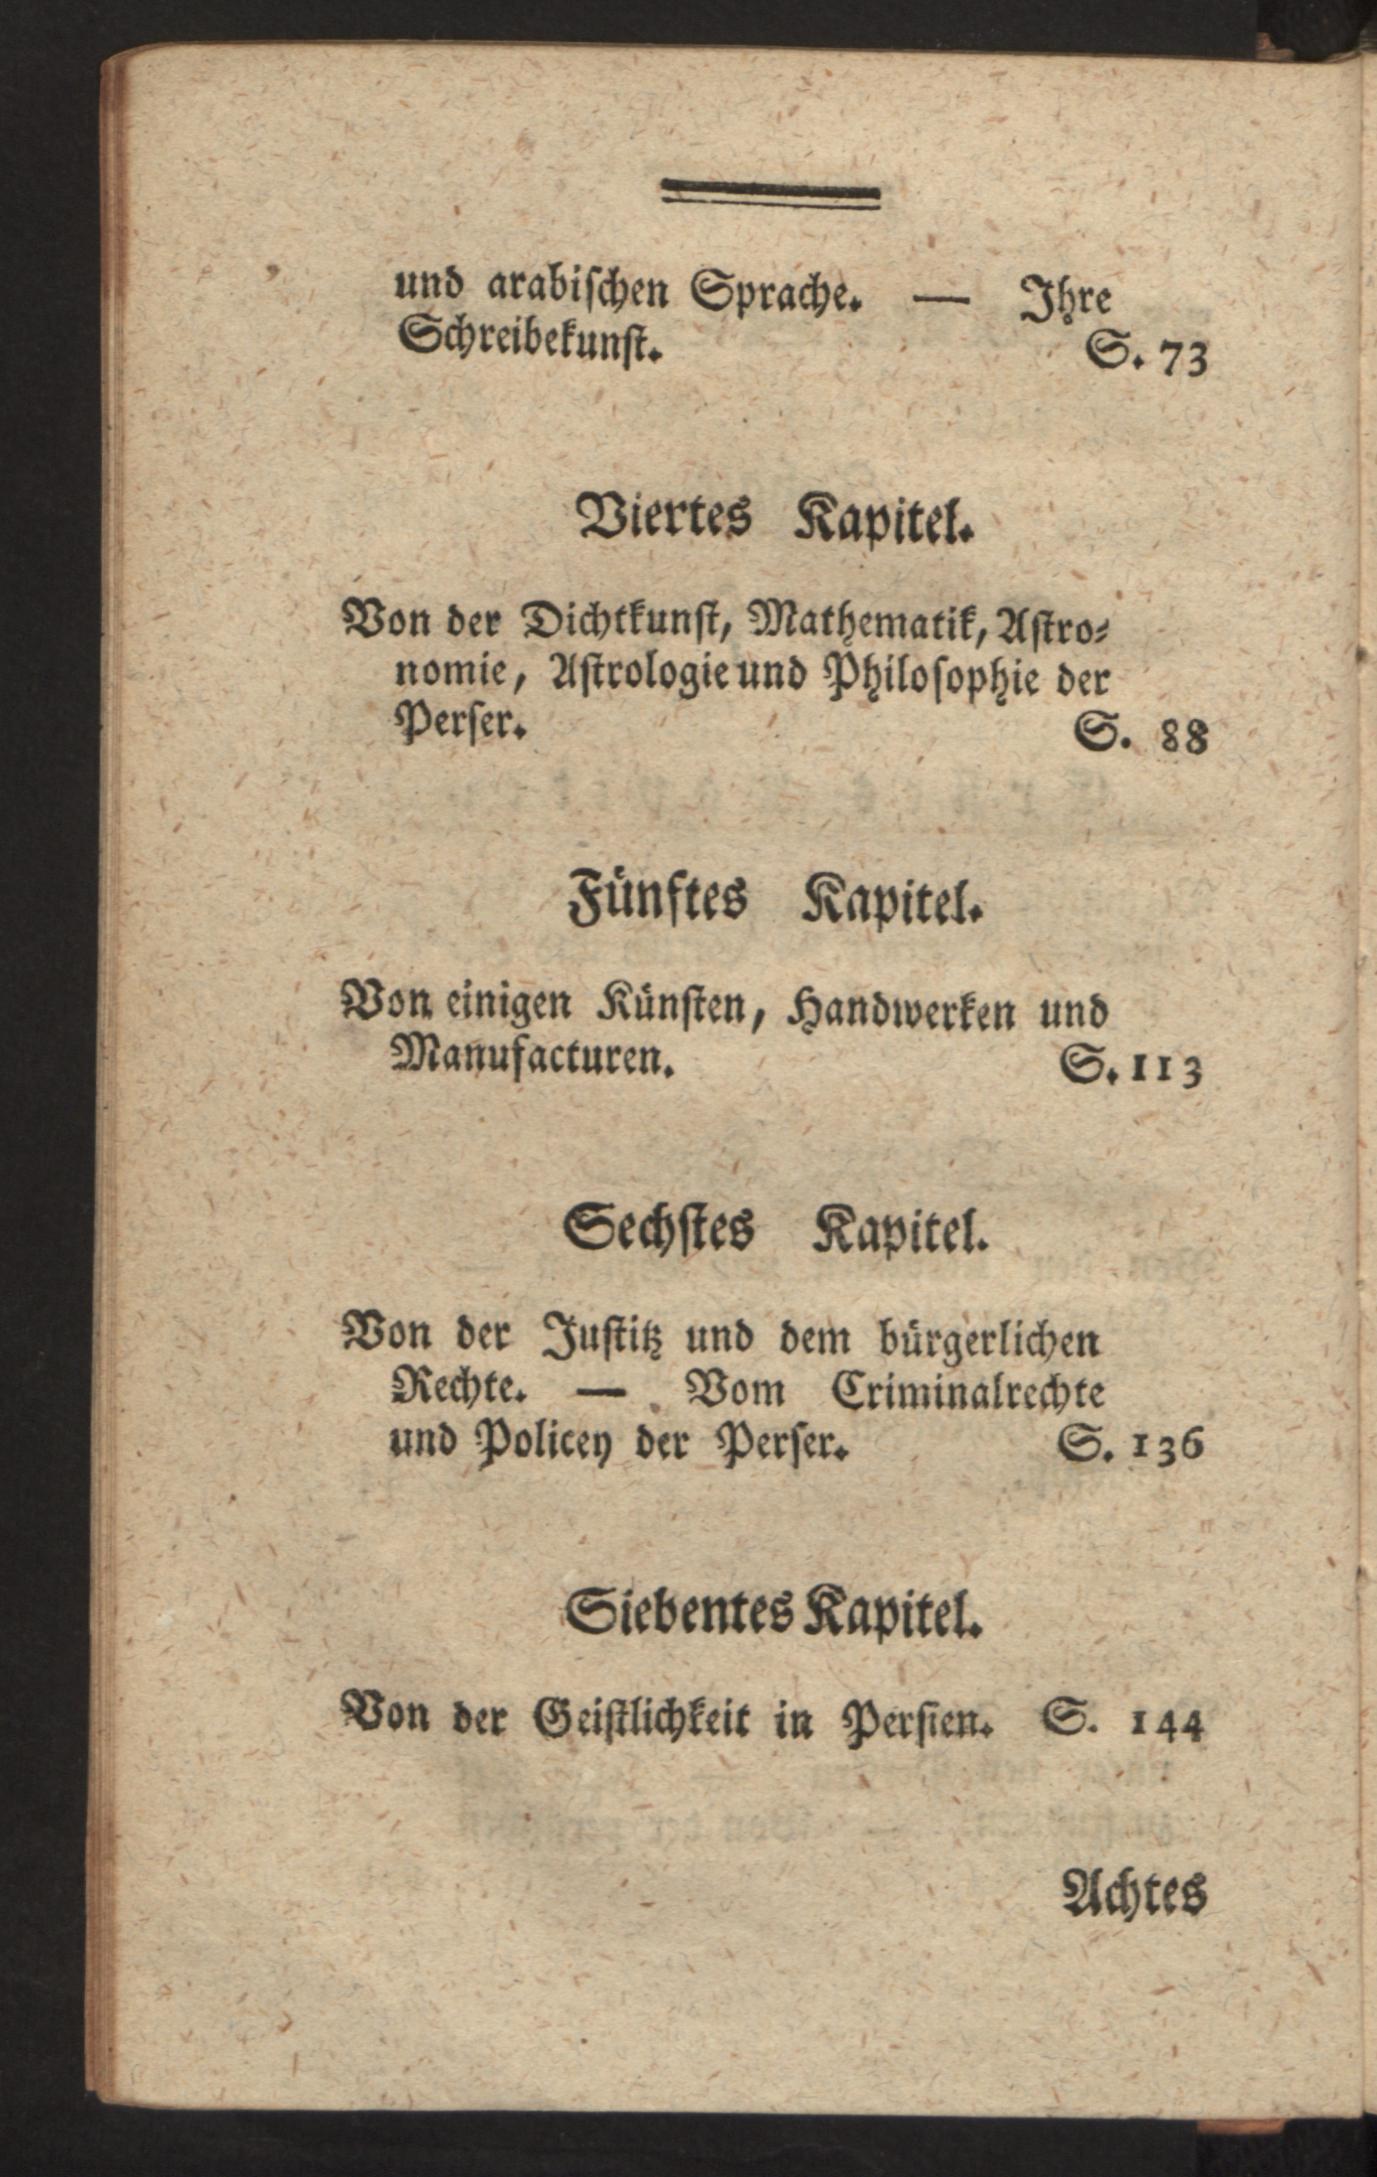 und arabischen Sprache. — Ihre
Schreibekunst. S. 73
Viertes Kapitel.
Von der Dichtkunst, Mathematik, Astro-
nomie, Astrologie und Philosophie der
Perser. S. 88
Fünftes Kapitel.
Von einigen Künsten, Handwerken und
Manufacturen. S. 113
Sechstes Kapitel.
Von der Justitz und dem bürgerlichen
Rechte. — Vom Criminalrechte
und Policey der Perser. S. 136
Siebentes Kapitel.
Von der Geistlichkeit in Persien. S. 144
Achtes